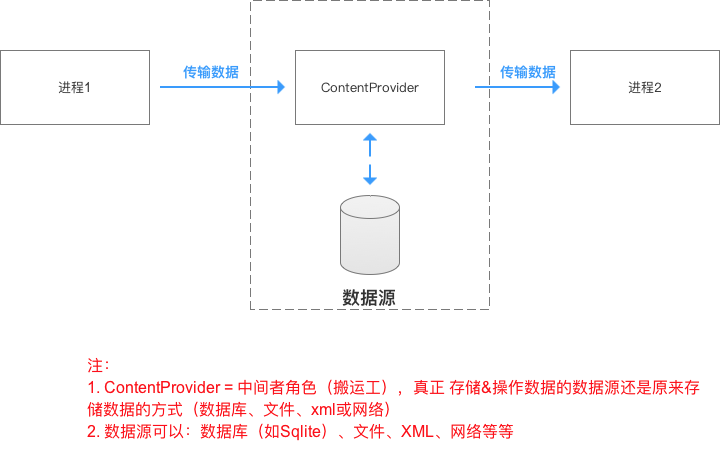 传输数据
传输数据
进程1
ContentProvider
进程2
数据源
注：
1. ContentProvider = 中间者角色（搬运工），真正 存储&操作数据的数据源还是原来存
储数据的方式（数据库、文件、xml或网络）
2. 数据源可以：数据库（如Sqlite）、文件、XML、网络等等